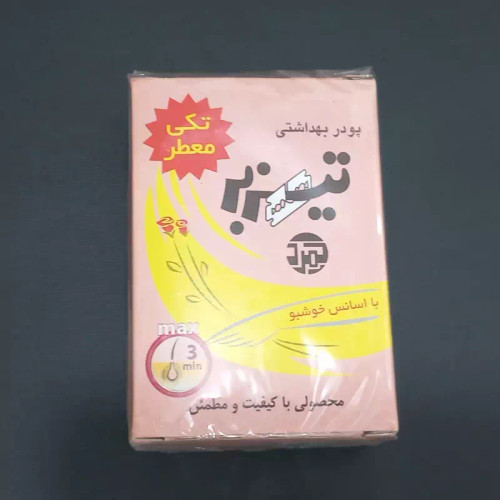 تکی
معطر
پودر بهداشتی
تیزبر
با اسانس خوشبو
max
3
min
محصولی با کیفیت و مطمئن